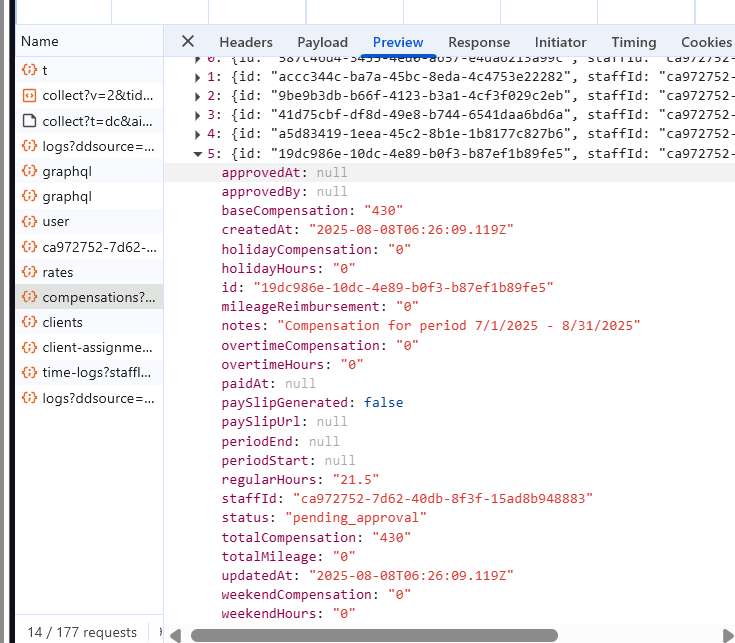 Name
t
collect?v=2&tid...
collect?t=dc&ai...
logs?ddsource=...
graphql
graphql
user
ca972752-7d62-...
rates
compensations?...
clients
client-assignme...
time-logs?staffI...
logs?ddsource=...
14 / 177 requests
Headers Payload Preview Response Initiator Timing Cookies
1: {id: "accc344c-ba7a-45bc-8eda-4c4753e22282", staffId: "ca972752-
2: {id: "9be9b3db-b66f-4123-b3a1-4cf3f029c2eb", staffId: "ca972752-
3: {id: "41d75cbf-df8d-49e8-b744-6541daa6bd6a", staffId: "ca972752-
4: {id: "a5d83419-1eea-45c2-8b1e-1b8177c827b6", staffId: "ca972752-
5: {id: "19dc986e-10dc-4e89-b0f3-b87ef1b89fe5", staffId: "ca972752-
approvedAt: null
approvedBy: null
baseCompensation: "430"
createdAt: "2025-08-08T06:26:09.119Z"
holidayCompensation: "0"
holidayHours: "0"
id: "19dc986e-10dc-4e89-b0f3-b87ef1b89fe5"
mileageReimbursement: "0"
notes: "Compensation for period 7/1/2025 - 8/31/2025"
overtimeCompensation: "0"
overtimeHours: "0"
paidAt: null
paySlipGenerated: false
paySlipUrl: null
periodEnd: null
periodStart: null
regularHours: "21.5"
staffId: "ca972752-7d62-40db-8f3f-15ad8b948883"
status: "pending_approval"
totalCompensation: "430"
totalMileage: "0"
updatedAt: "2025-08-08T06:26:09.119Z"
weekendCompensation: "0"
weekendHours: "0"